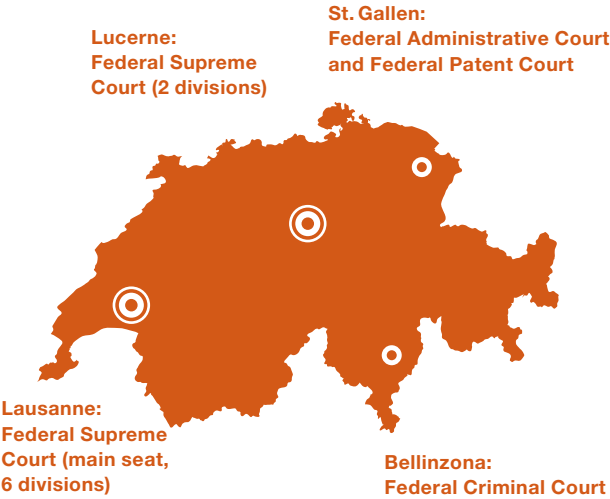 St. Gallen:
Federal Administrative Court
and Federal Patent Court
Lucerne:
Federal Supreme
Court (2 divisions)
Lausanne:
Federal Supreme
Court (main seat,
6 divisions)
Bellinzona:
Federal Criminal Court